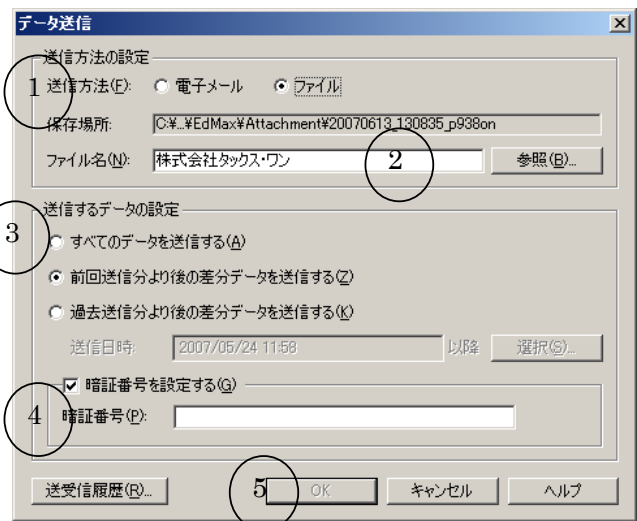 データ送信
送信方法の設定
1 送信方法(F): 電子メール ファイル
保存場所: C:¥...¥EdMax¥Attachment¥20070613_130835_p938on
ファイル名(N): 株式会社タックス・ワン 2 参照(B)...
送信するデータの設定
3 すべてのデータを送信する(A)
前回送信分より後の差分データを送信する(Z)
過去送信分より後の差分データを送信する(K)
送信日時: 2007/05/24 11:58 以降 選択(S)...
暗証番号を設定する(G)
4 暗証番号(P):
送受信履歴(R)... 5 OK キャンセル ヘルプ